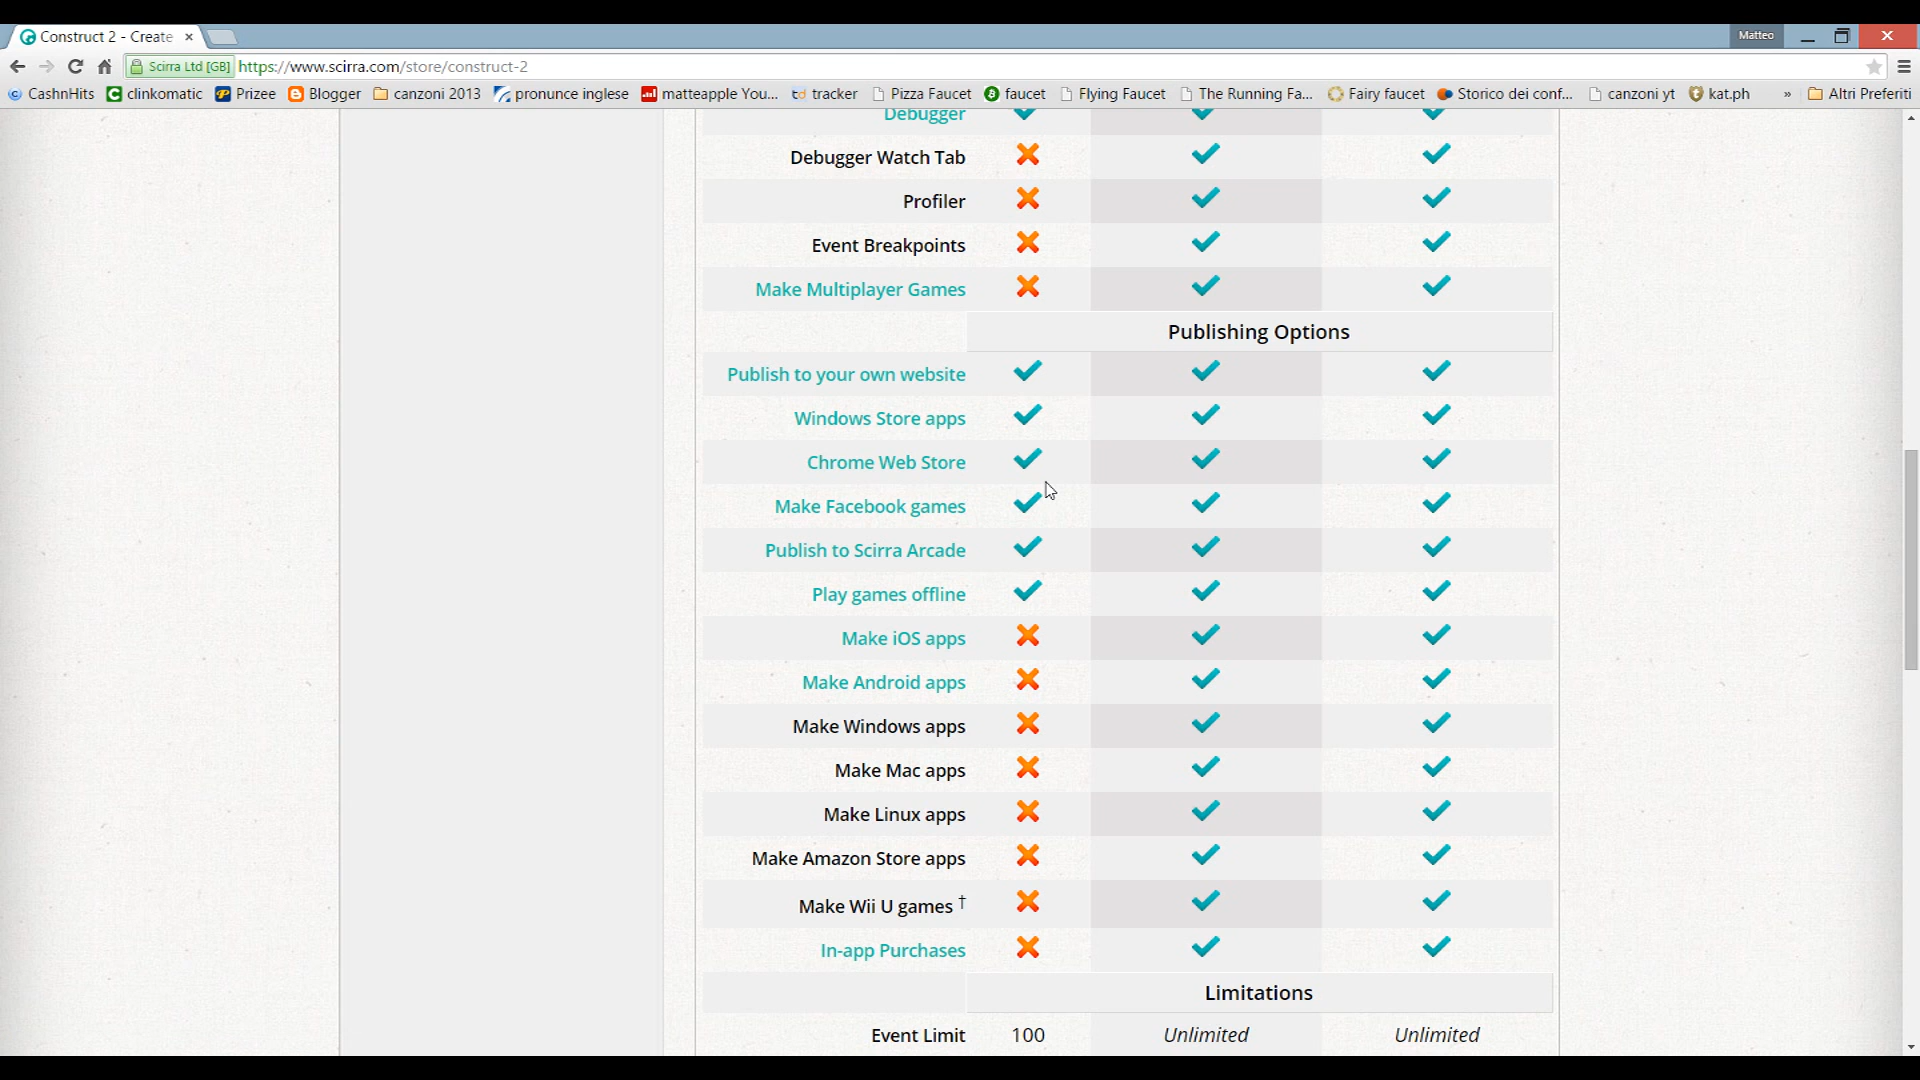 Construct 2 - Create
Matteo
Scirra Ltd [GB] https://www.scirra.com/store/construct-2
CashnHits clinkomatic Prizee Blogger canzoni 2013 pronunce inglese matteapple You... tracker Pizza Faucet faucet Flying Faucet The Running Fa... Fairy faucet Storico dei conf... canzoni yt kat.ph » Altri Preferiti
Debugger
Debugger Watch Tab
Profiler
Event Breakpoints
Make Multiplayer Games
Publishing Options
Publish to your own website
Windows Store apps
Chrome Web Store
Make Facebook games
Publish to Scirra Arcade
Play games offline
Make iOS apps
Make Android apps
Make Windows apps
Make Mac apps
Make Linux apps
Make Amazon Store apps
Make Wii U games †
In-app Purchases
Limitations
Event Limit 100 Unlimited Unlimited